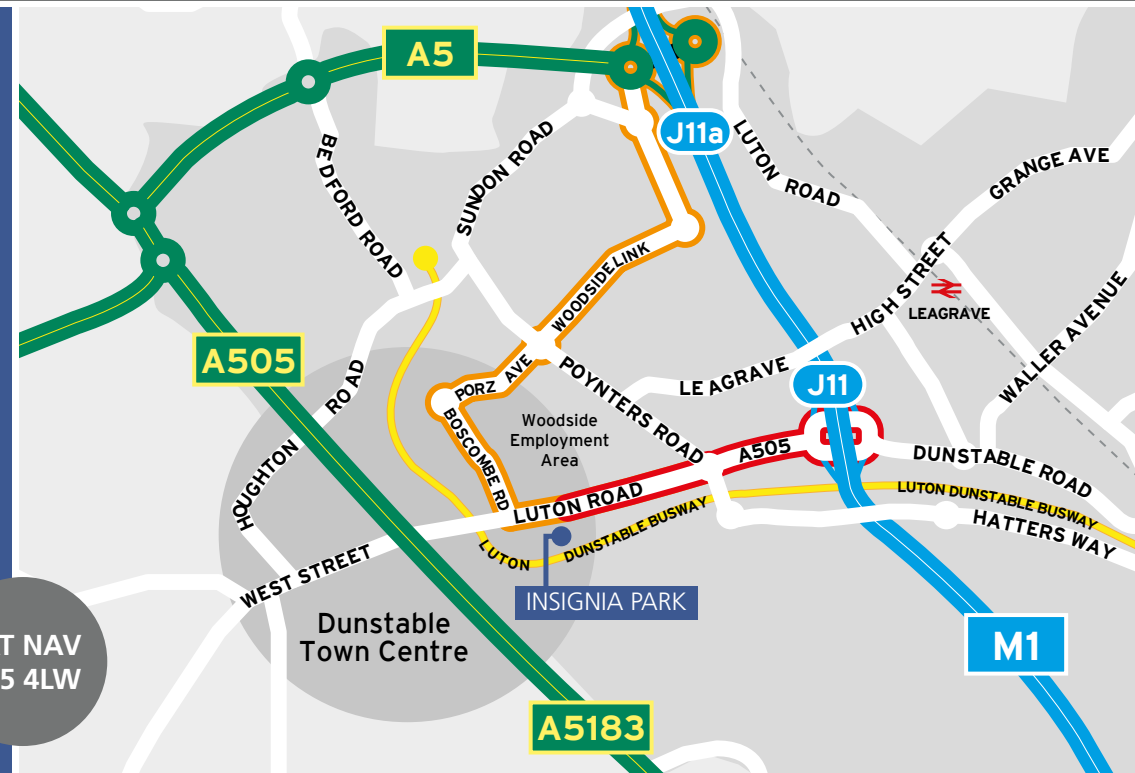 A5
J11a
LUTON ROAD
GRANGE AVE
BEDFORD ROAD
SUNDON ROAD
WOODSIDE LINK
HIGH STREET
LEAGRAVE
WALLER AVENUE
A505
PORZ AVE
POYNTERS ROAD
LEAGRAVE
J11
HOUGHTON ROAD
BOSCOMBE RD
Woodside
Employment
Area
A505
DUNSTABLE ROAD
LUTON ROAD
LUTON DUNSTABLE BUSWAY
LUTON DUNSTABLE BUSWAY
HATTERS WAY
WEST STREET
INSIGNIA PARK
Dunstable
Town Centre
T NAV
5 4LW
M1
A5183